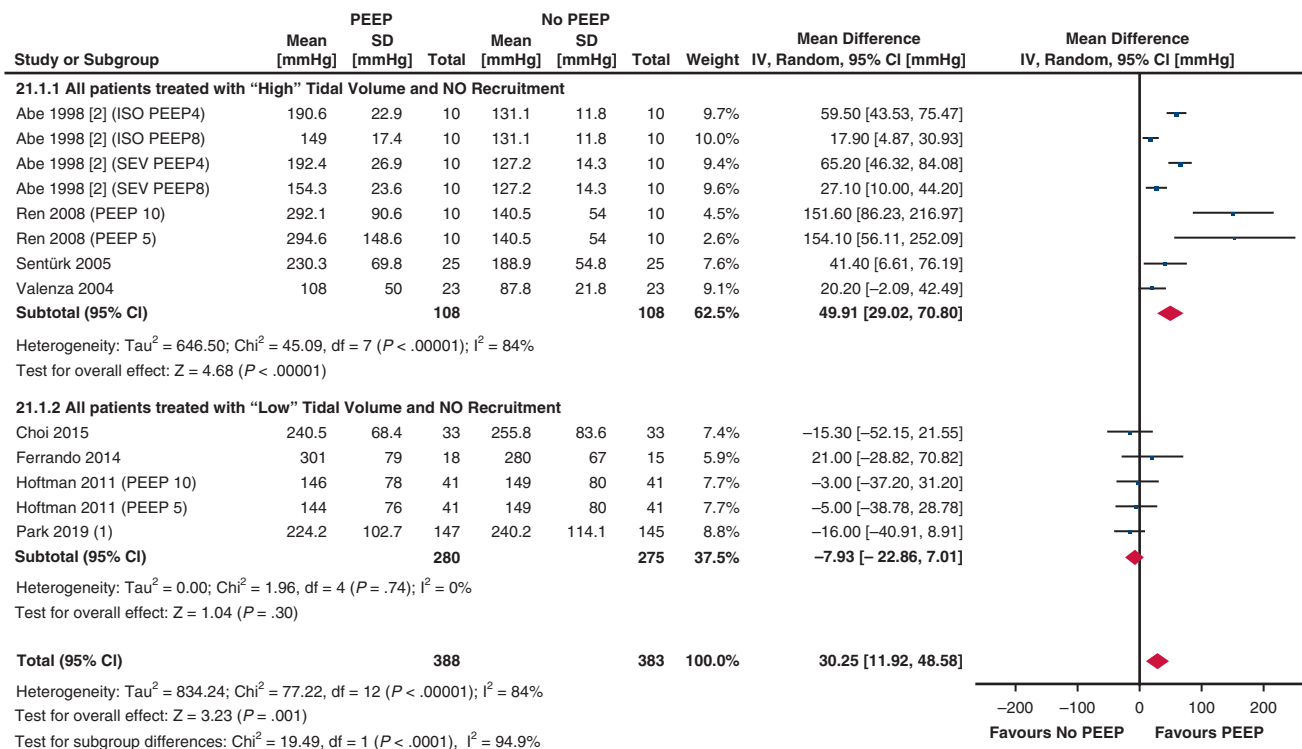 PEEP No PEEP
Mean SD Mean SD Mean Difference Mean Difference
Study or Subgroup [mmHg] [mmHg] Total [mmHg] [mmHg] Total Weight IV, Random, 95% CI [mmHg] IV, Random, 95% CI [mmHg]
21.1.1 All patients treated with “High” Tidal Volume and NO Recruitment
Abe 1998 [2] (ISO PEEP4) 190.6 22.9 10 131.1 11.8 10 9.7% 59.50 [43.53, 75.47]
Abe 1998 [2] (ISO PEEP8) 149 17.4 10 131.1 11.8 10 10.0% 17.90 [4.87, 30.93]
Abe 1998 [2] (SEV PEEP4) 192.4 26.9 10 127.2 14.3 10 9.4% 65.20 [46.32, 84.08]
Abe 1998 [2] (SEV PEEP8) 154.3 23.6 10 127.2 14.3 10 9.6% 27.10 [10.00, 44.20]
Ren 2008 (PEEP 10) 292.1 90.6 10 140.5 54 10 4.5% 151.60 [86.23, 216.97]
Ren 2008 (PEEP 5) 294.6 148.6 10 140.5 54 10 2.6% 154.10 [56.11, 252.09]
Sentürk 2005 230.3 69.8 25 188.9 54.8 25 7.6% 41.40 [6.61, 76.19]
Valenza 2004 108 50 23 87.8 21.8 23 9.1% 20.20 [–2.09, 42.49]
Subtotal (95% CI) 108 108 62.5% 49.91 [29.02, 70.80]
Heterogeneity: Tau² = 646.50; Chi² = 45.09, df = 7 (P < .00001); I² = 84%
Test for overall effect: Z = 4.68 (P < .00001)
21.1.2 All patients treated with “Low” Tidal Volume and NO Recruitment
Choi 2015 240.5 68.4 33 255.8 83.6 33 7.4% –15.30 [–52.15, 21.55]
Ferrando 2014 301 79 18 280 67 15 5.9% 21.00 [–28.82, 70.82]
Hoftman 2011 (PEEP 10) 146 78 41 149 80 41 7.7% –3.00 [–37.20, 31.20]
Hoftman 2011 (PEEP 5) 144 76 41 149 80 41 7.7% –5.00 [–38.78, 28.78]
Park 2019 (1) 224.2 102.7 147 240.2 114.1 145 8.8% –16.00 [–40.91, 8.91]
Subtotal (95% CI) 280 275 37.5% –7.93 [– 22.86, 7.01]
Heterogeneity: Tau² = 0.00; Chi² = 1.96, df = 4 (P = .74); I² = 0%
Test for overall effect: Z = 1.04 (P = .30)
Total (95% CI) 388 383 100.0% 30.25 [11.92, 48.58]
Heterogeneity: Tau² = 834.24; Chi² = 77.22, df = 12 (P < .00001); I² = 84%
Test for overall effect: Z = 3.23 (P = .001)
Test for subgroup differences: Chi² = 19.49, df = 1 (P < .0001), I² = 94.9%
–200 –100 0 100 200
Favours No PEEP Favours PEEP